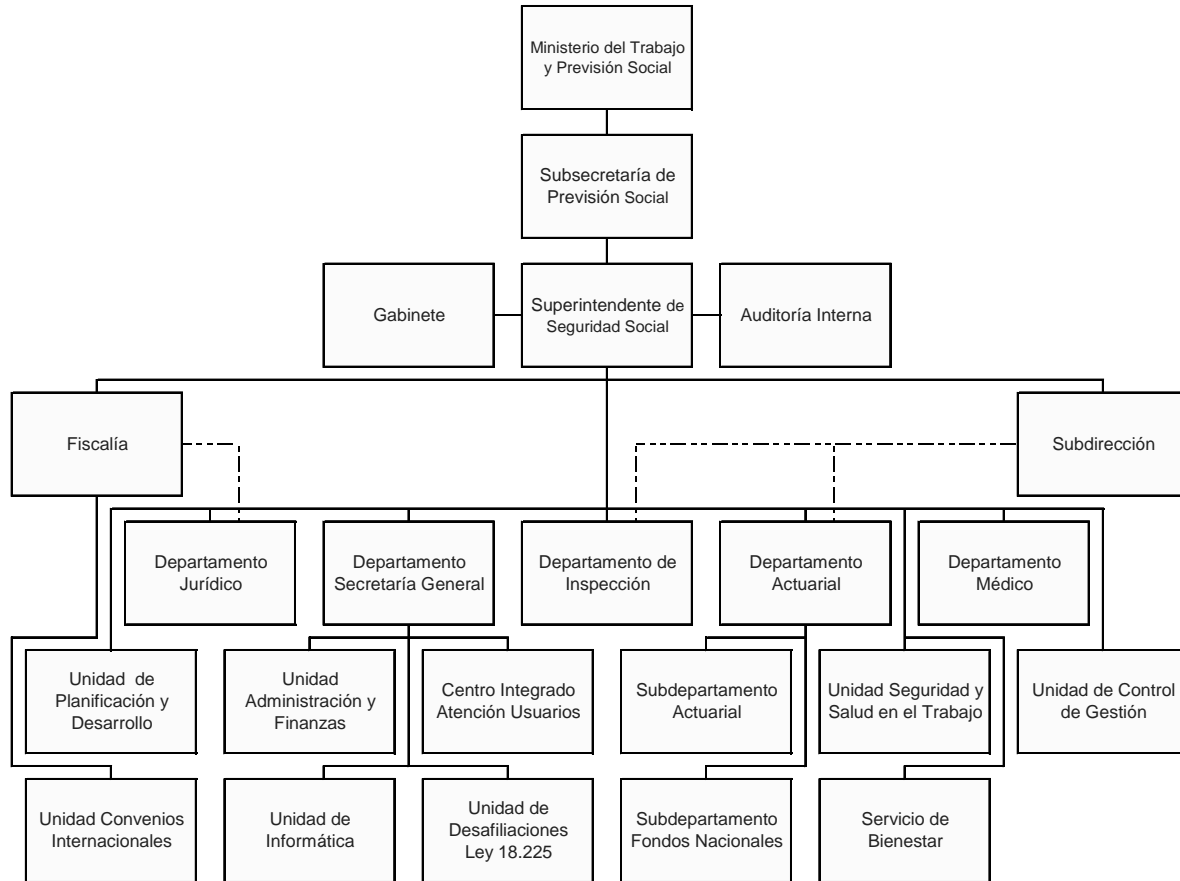 Ministerio del Trabajo
y Previsión Social
Subsecretaría de
Previsión Social
Gabinete
Superintendente de
Seguridad Social
Auditoría Interna
Fiscalía
Subdirección
Departamento
Jurídico
Departamento
Secretaría General
Departamento de
Inspección
Departamento
Actuarial
Departamento
Médico
Unidad de
Planificación y
Desarrollo
Unidad
Administración y
Finanzas
Centro Integrado
Atención Usuarios
Subdepartamento
Actuarial
Unidad Seguridad y
Salud en el Trabajo
Unidad de Control
de Gestión
Unidad Convenios
Internacionales
Unidad de
Informática
Unidad de
Desafiliaciones
Ley 18.225
Subdepartamento
Fondos Nacionales
Servicio de
Bienestar